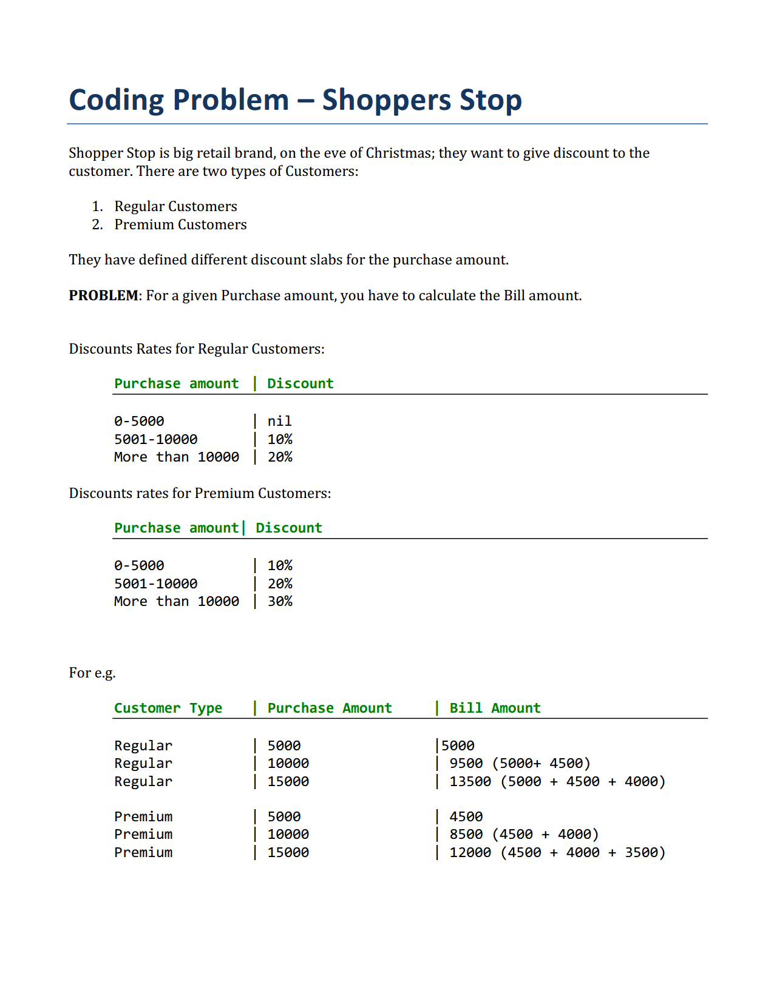 Coding Problem – Shoppers Stop
Shopper Stop is big retail brand, on the eve of Christmas; they want to give discount to the
customer. There are two types of Customers:
1. Regular Customers
2. Premium Customers
They have defined different discount slabs for the purchase amount.
PROBLEM: For a given Purchase amount, you have to calculate the Bill amount.
Discounts Rates for Regular Customers:
Purchase amount | Discount
0-5000 | nil
5001-10000 | 10%
More than 10000 | 20%
Discounts rates for Premium Customers:
Purchase amount| Discount
0-5000 | 10%
5001-10000 | 20%
More than 10000 | 30%
For e.g.
Customer Type | Purchase Amount | Bill Amount
Regular | 5000 |5000
Regular | 10000 | 9500 (5000+ 4500)
Regular | 15000 | 13500 (5000 + 4500 + 4000)
Premium | 5000 | 4500
Premium | 10000 | 8500 (4500 + 4000)
Premium | 15000 | 12000 (4500 + 4000 + 3500)